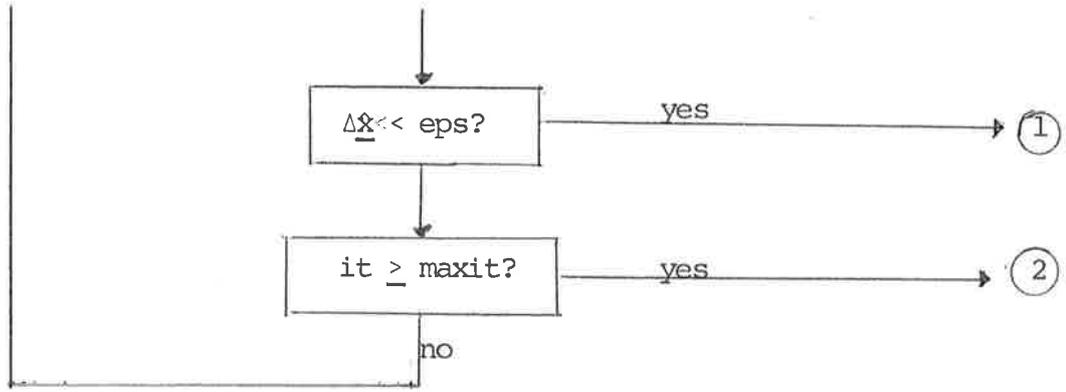 Δx̂ << eps?
yes
1
it ≥ maxit?
yes
2
no